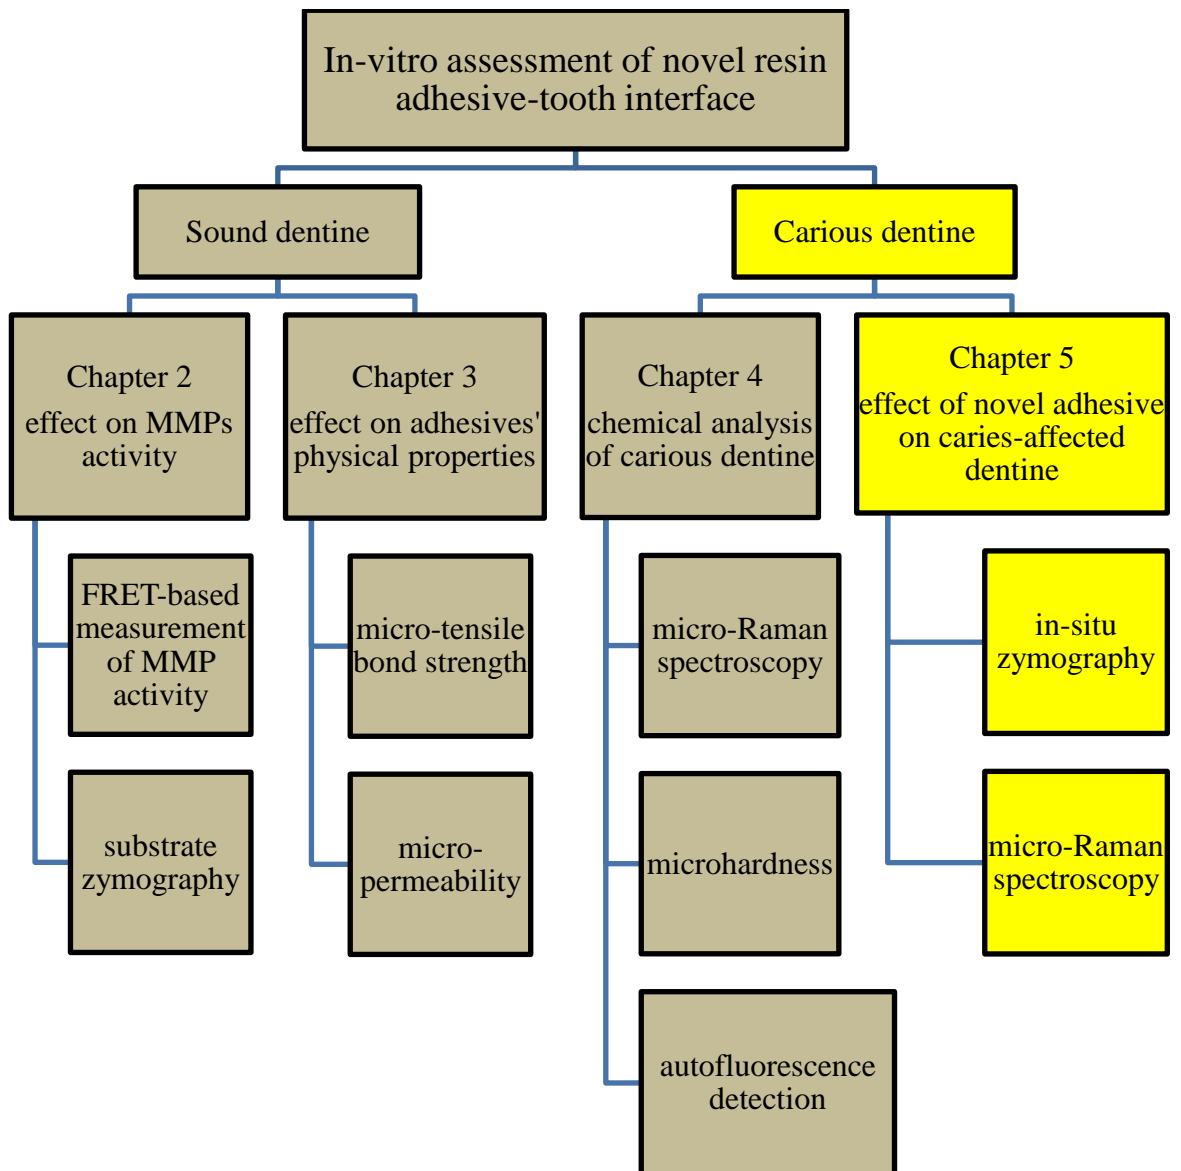 In-vitro assessment of novel resin
adhesive-tooth interface
Sound dentine
Carious dentine
Chapter 2
effect on MMPs
activity
Chapter 3
effect on adhesives'
physical properties
Chapter 4
chemical analysis
of carious dentine
Chapter 5
effect of novel adhesive
on caries-affected
dentine
FRET-based
measurement
of MMP
activity
micro-tensile
bond strength
micro-Raman
spectroscopy
in-situ
zymography
substrate
zymography
micro-
permeability
microhardness
micro-Raman
spectroscopy
autofluorescence
detection